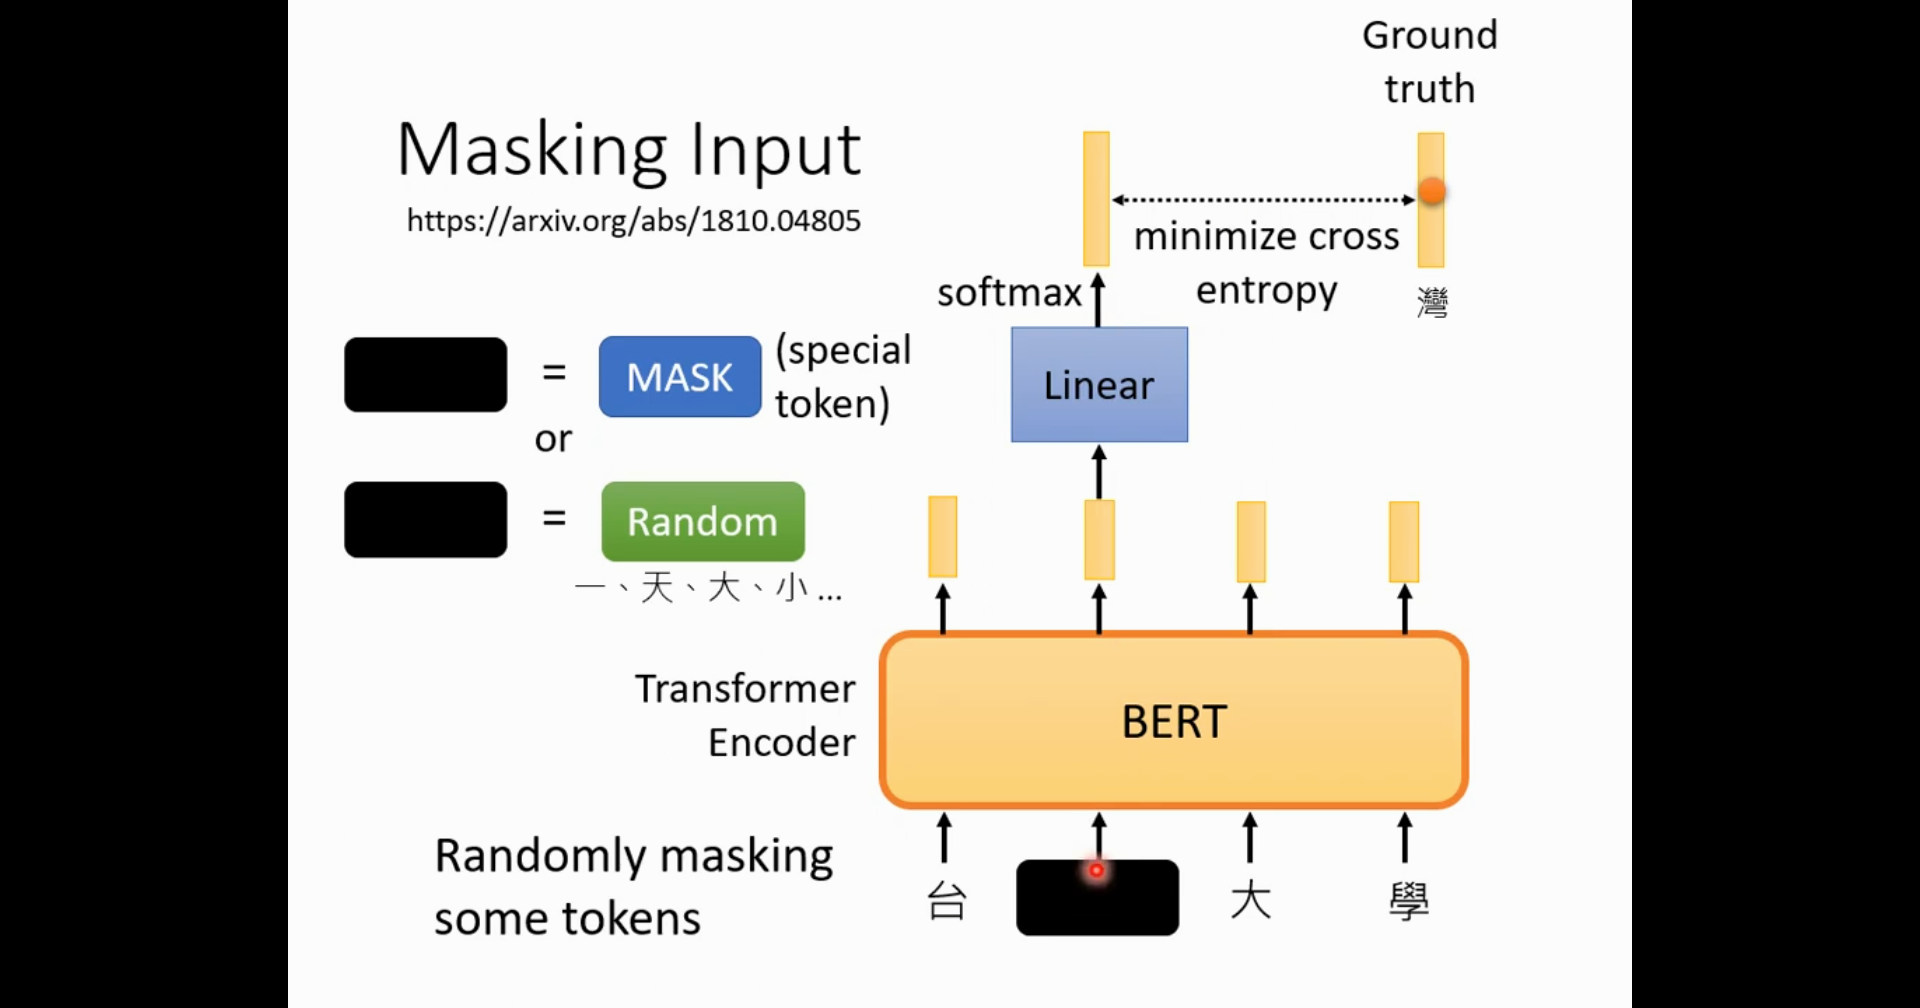 Masking Input
https://arxiv.org/abs/1810.04805
Ground
truth
minimize cross
entropy
灣
softmax
Linear
=
MASK
(special
token)
or
=
Random
一、天、大、小 ...
Transformer
Encoder
BERT
Randomly masking
some tokens
台
大
學